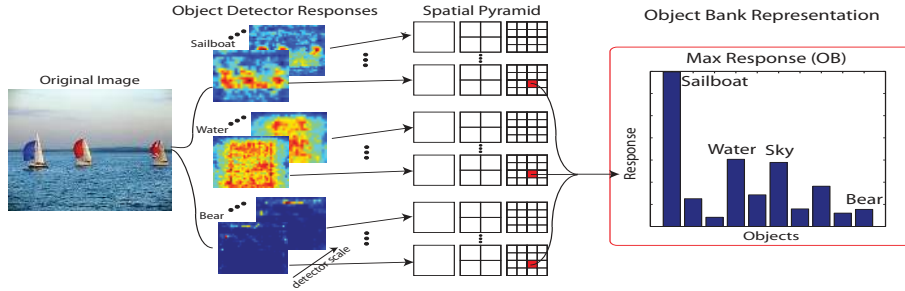 Object Detector Responses
Spatial Pyramid
Object Bank Representation
Original Image
Sailboat
Water
Bear
detector scale
Max Response (OB)
Sailboat
Water
Sky
Bear
Response
Objects